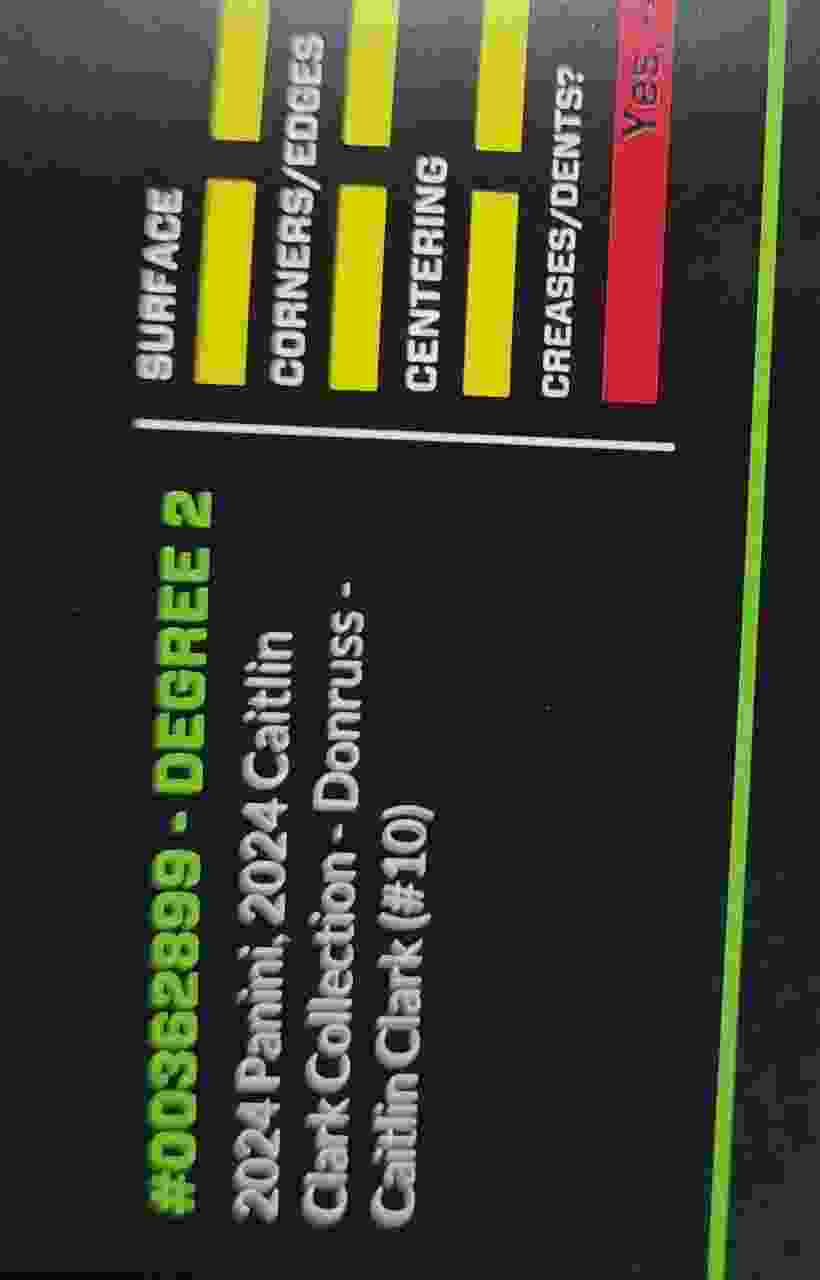 #00362899 - DEGREE 2
2024 Panini, 2024 Caitlin
Clark Collection - Donruss -
Caitlin Clark (#10)
SURFACE
CORNERS/EDGES
CENTERING
CREASES/DENTS?
Yes,